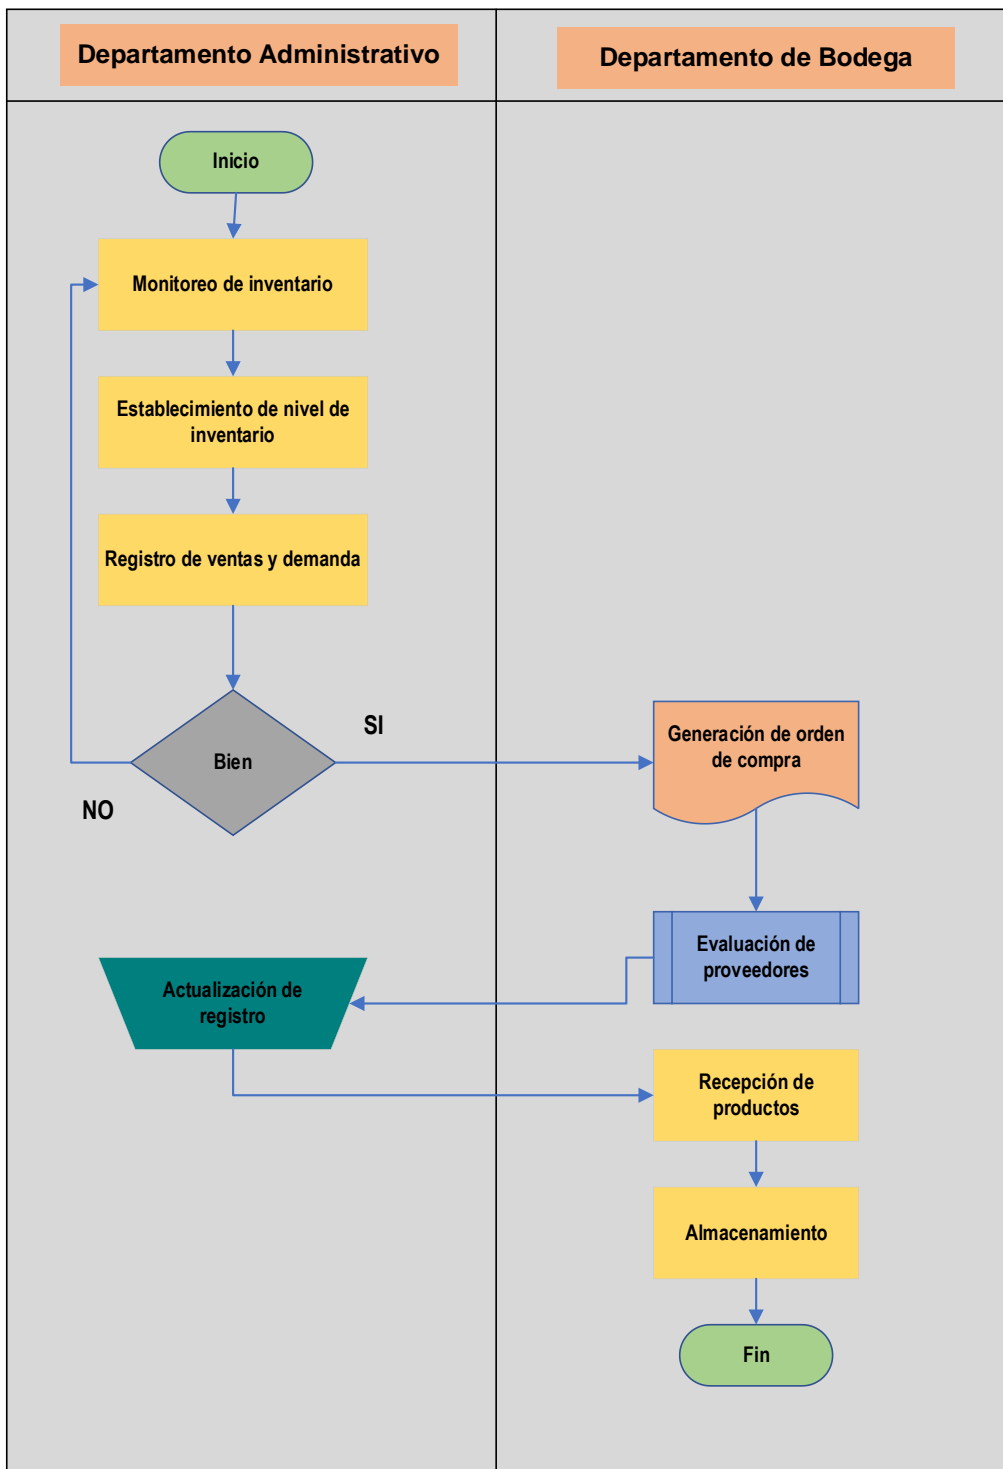 Departamento Administrativo
Departamento de Bodega
Inicio
Monitoreo de inventario
Establecimiento de nivel de
inventario
Registro de ventas y demanda
Bien
SI
NO
Generación de orden
de compra
Evaluación de
proveedores
Actualización de
registro
Recepción de
productos
Almacenamiento
Fin